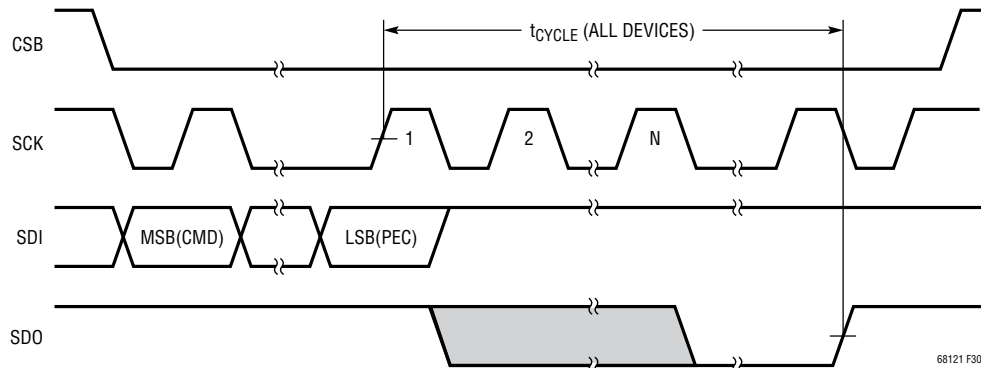 CSB
tCYCLE (ALL DEVICES)
SCK
1
2
N
SDI
MSB(CMD)
LSB(PEC)
SDO
68121 F30